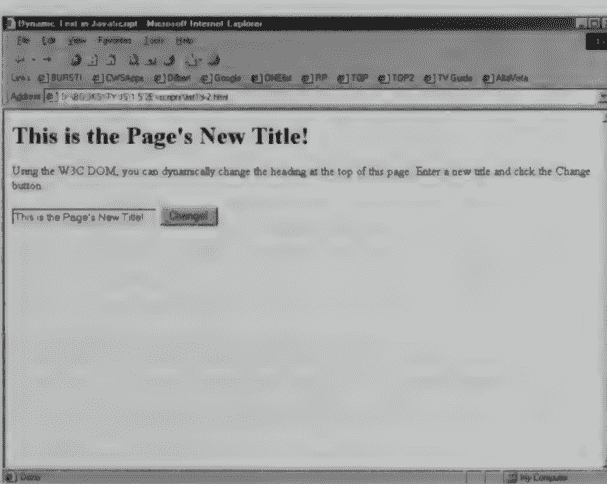 Dynamic Text in JavaScript - Microsoft Internet Explorer
File Edit View Favorites Tools Help
Links BURST! CWSApps Dilbert Google ONEList RP TOP TOP2 TV Guide AltaVista
Address
This is the Page's New Title!
Using the W3C DOM, you can dynamically change the heading at the top of this page. Enter a new title and click the Change
button.
This is the Page's New Title! Change!
Done My Computer